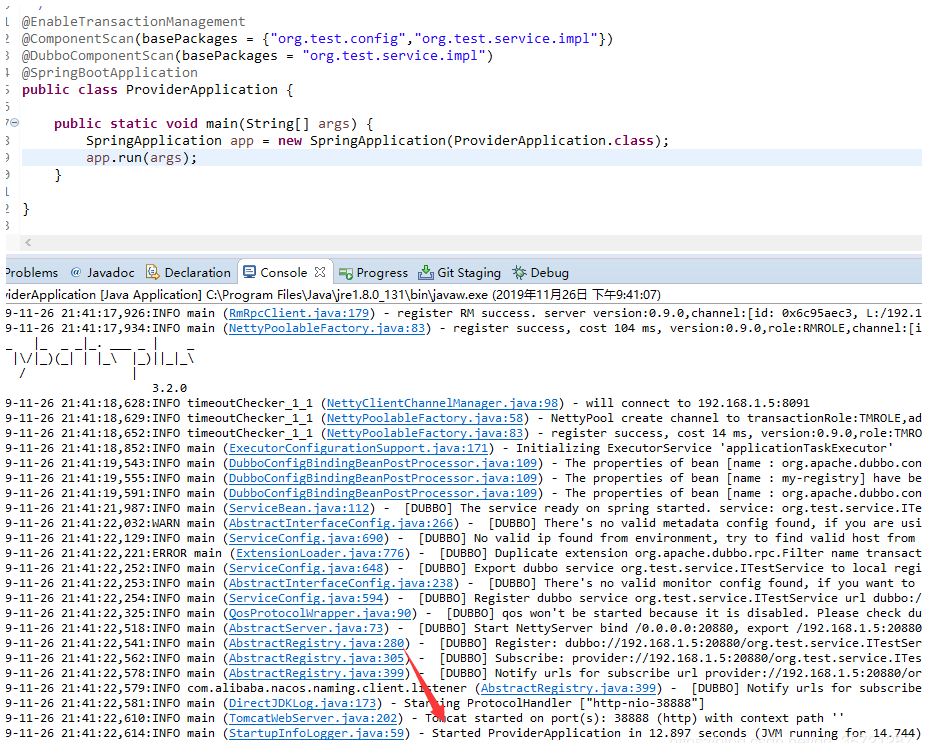 @EnableTransactionManagement
@ComponentScan(basePackages = {"org.test.config","org.test.service.impl"})
@DubboComponentScan(basePackages = "org.test.service.impl")
@SpringBootApplication
public class ProviderApplication {
public static void main(String[] args) {
SpringApplication app = new SpringApplication(ProviderApplication.class);
app.run(args);
}
}
Problems @ Javadoc Declaration Console Progress Git Staging Debug
viderApplication [Java Application] C:\Program Files\Java\jre1.8.0_131\bin\javaw.exe (2019年11月26日 下午9:41:07)
9-11-26 21:41:17,926:INFO main (RmRpcClient.java:179) - register RM success. server version:0.9.0,channel:[id: 0x6c95aec3, L:/192.1
9-11-26 21:41:17,934:INFO main (NettyPoolableFactory.java:83) - register success, cost 104 ms, version:0.9.0,role:RMROLE,channel:[i
3.2.0
9-11-26 21:41:18,628:INFO timeoutChecker_1_1 (NettyClientChannelManager.java:98) - will connect to 192.168.1.5:8091
9-11-26 21:41:18,629:INFO timeoutChecker_1_1 (NettyPoolableFactory.java:58) - NettyPool create channel to transactionRole:TMROLE,ad
9-11-26 21:41:18,652:INFO timeoutChecker_1_1 (NettyPoolableFactory.java:83) - register success, cost 14 ms, version:0.9.0,role:TMRO
9-11-26 21:41:18,852:INFO main (ExecutorConfigurationSupport.java:171) - Initializing ExecutorService 'applicationTaskExecutor'
9-11-26 21:41:19,543:INFO main (DubboConfigBindingBeanPostProcessor.java:109) - The properties of bean [name : org.apache.dubbo.con
9-11-26 21:41:19,555:INFO main (DubboConfigBindingBeanPostProcessor.java:109) - The properties of bean [name : my-registry] have be
9-11-26 21:41:19,591:INFO main (DubboConfigBindingBeanPostProcessor.java:109) - The properties of bean [name : org.apache.dubbo.con
9-11-26 21:41:21,987:INFO main (ServiceBean.java:112) - [DUBBO] The service ready on spring started. service: org.test.service.ITe
9-11-26 21:41:22,032:WARN main (AbstractInterfaceConfig.java:266) - [DUBBO] There's no valid metadata config found, if you are usi
9-11-26 21:41:22,129:INFO main (ServiceConfig.java:690) - [DUBBO] No valid ip found from environment, try to find valid host from
9-11-26 21:41:22,221:ERROR main (ExtensionLoader.java:776) - [DUBBO] Duplicate extension org.apache.dubbo.rpc.Filter name transact
9-11-26 21:41:22,252:INFO main (ServiceConfig.java:648) - [DUBBO] Export dubbo service org.test.service.ITestService to local regi
9-11-26 21:41:22,253:INFO main (AbstractInterfaceConfig.java:238) - [DUBBO] There's no valid monitor config found, if you want to
9-11-26 21:41:22,254:INFO main (ServiceConfig.java:594) - [DUBBO] Register dubbo service org.test.service.ITestService url dubbo:/
9-11-26 21:41:22,325:INFO main (QosProtocolWrapper.java:90) - [DUBBO] qos won't be started because it is disabled. Please check du
9-11-26 21:41:22,518:INFO main (AbstractServer.java:73) - [DUBBO] Start NettyServer bind /0.0.0.0:20880, export /192.168.1.5:20880
9-11-26 21:41:22,541:INFO main (AbstractRegistry.java:280) - [DUBBO] Register: dubbo://192.168.1.5:20880/org.test.service.ITestSer
9-11-26 21:41:22,562:INFO main (AbstractRegistry.java:305) - [DUBBO] Subscribe: provider://192.168.1.5:20880/org.test.service.ITes
9-11-26 21:41:22,578:INFO main (AbstractRegistry.java:399) - [DUBBO] Notify urls for subscribe url provider://192.168.1.5:20880/or
9-11-26 21:41:22,579:INFO com.alibaba.nacos.naming.client.listener (AbstractRegistry.java:399) - [DUBBO] Notify urls for subscribe
9-11-26 21:41:22,581:INFO main (DirectJDKLog.java:173) - Starting ProtocolHandler ["http-nio-38888"]
9-11-26 21:41:22,610:INFO main (TomcatWebServer.java:202) - Tomcat started on port(s): 38888 (http) with context path ''
9-11-26 21:41:22,614:INFO main (StartupInfoLogger.java:59) - Started ProviderApplication in 12.897 seconds (JVM running for 14.744)